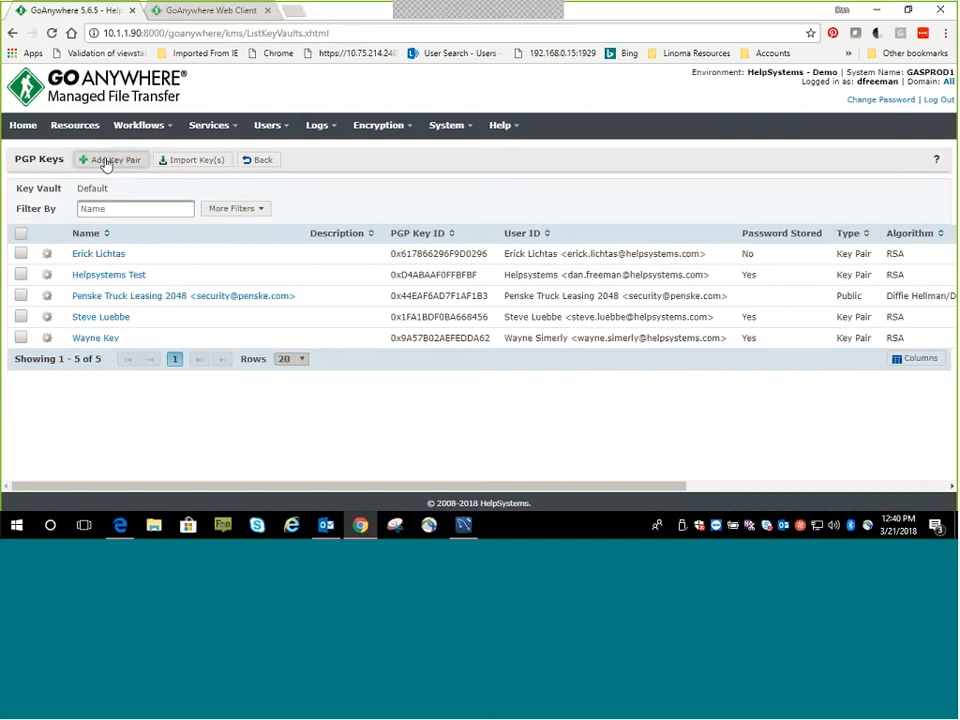 GoAnywhere 5.6.5 - Help
GoAnywhere Web Client
10.1.1.90:8000/goanywhere/kms/ListKeyVaults.xhtml
Apps
Validation of viewsta
Imported From IE
Chrome
https://10.75.214.24
User Search - Users
192.168.0.15:1929
Bing
Linoma Resources
Accounts
»
Other bookmarks
GO ANYWHERE®
Managed File Transfer
Environment: HelpSystems - Demo | System Name: GASPROD1
Logged in as: dfreeman | Domain: All
Change Password | Log Out
Home Resources Workflows Services Users Logs Encryption System Help
PGP Keys Add Key Pair Import Key(s) Back ?
Key Vault Default
Filter By Name More Filters
Name Description PGP Key ID User ID Password Stored Type Algorithm
Erick Lichtas 0x617866296F9D0296 Erick Lichtas <erick.lichtas@helpsystems.com> No Key Pair RSA
Helpsystems Test 0xD4ABAAF0FFBFBF Helpsystems <dan.freeman@helpsystems.com> Yes Key Pair RSA
Penske Truck Leasing 2048 <security@penske.com> 0x44EAF6AD7F1AF1B3 Penske Truck Leasing 2048 <security@penske.com> Public Diffie Hellman/D
Steve Luebbe 0x1FA1BDF0BA668456 Steve Luebbe <steve.luebbe@helpsystems.com> Yes Key Pair RSA
Wayne Key 0x9A57B02AEFEDDA62 Wayne Simerly <wayne.simerly@helpsystems.com> Yes Key Pair RSA
Showing 1 - 5 of 5 1 Rows 20 Columns
© 2008-2018 HelpSystems.
12:40 PM
3/21/2018
3